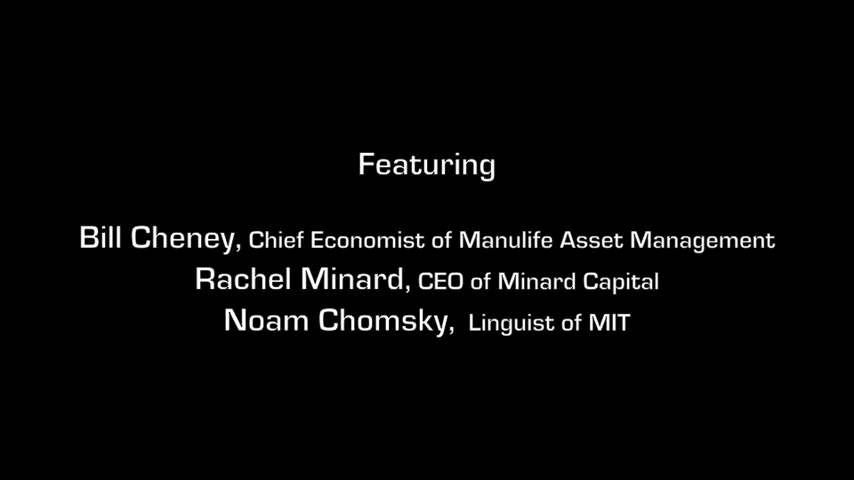 Featuring
Bill Cheney, Chief Economist of Manulife Asset Management
Rachel Minard, CEO of Minard Capital
Noam Chomsky, Linguist of MIT